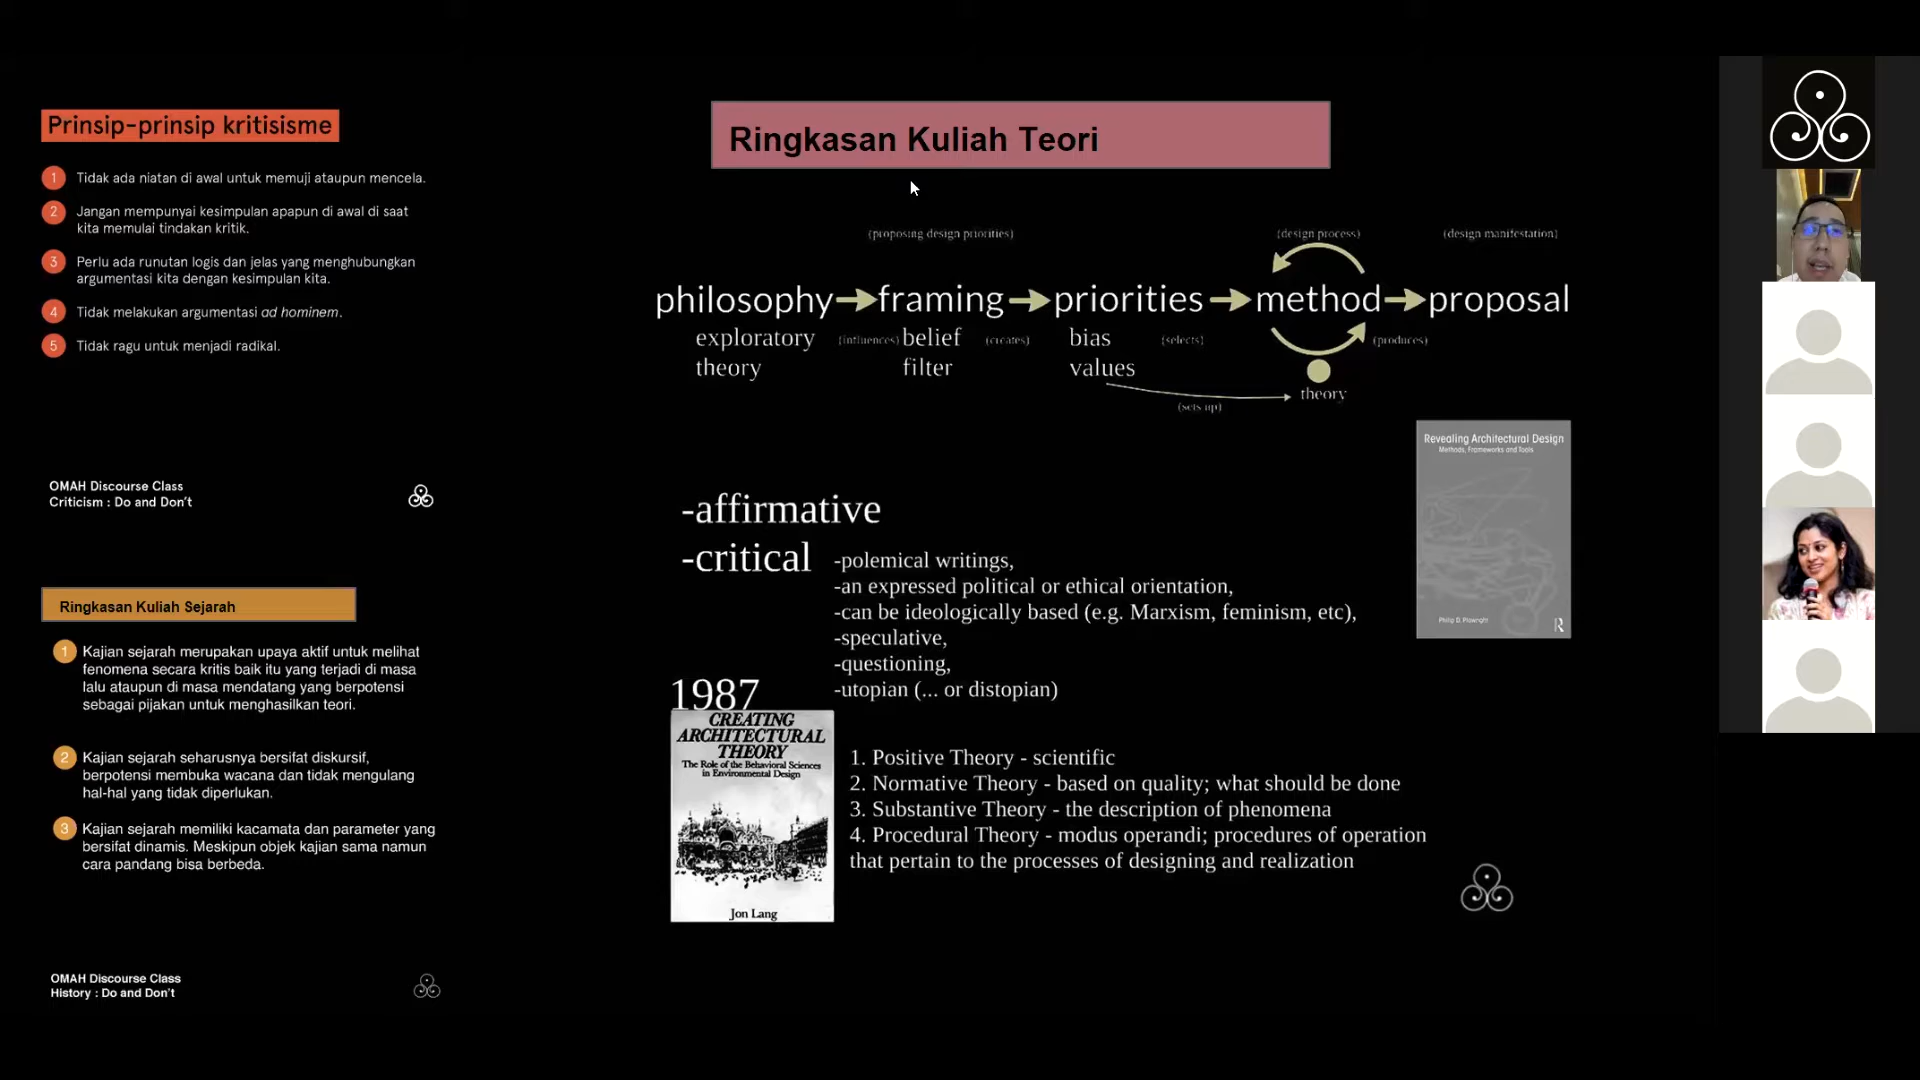 Prinsip-prinsip kritisisme
1 Tidak ada niatan di awal untuk memuji ataupun mencela.
2 Jangan mempunyai kesimpulan apapun di awal di saat
kita memulai tindakan kritik.
3 Perlu ada runutan logis dan jelas yang menghubungkan
argumentasi kita dengan kesimpulan kita.
4 Tidak melakukan argumentasi ad hominem.
5 Tidak ragu untuk menjadi radikal.
OMAH Discourse Class
Criticism : Do and Don't
Ringkasan Kuliah Sejarah
1 Kajian sejarah merupakan upaya aktif untuk melihat
fenomena secara kritis baik itu yang terjadi di masa
lalu ataupun di masa mendatang yang berpotensi
sebagai pijakan untuk menghasilkan teori.
2 Kajian sejarah seharusnya bersifat diskursif,
berpotensi membuka wacana dan tidak mengulang
hal-hal yang tidak diperlukan.
3 Kajian sejarah memiliki kacamata dan parameter yang
bersifat dinamis. Meskipun objek kajian sama namun
cara pandang bisa berbeda.
OMAH Discourse Class
History : Do and Don't
Ringkasan Kuliah Teori
(proposing design priorities) (design process) (design manifestation)
philosophy framing priorities method proposal
exploratory (influences) belief (creates) bias (selects) (produces)
theory filter values
theory
(sets up)
Revealing Architectural Design
Methods, Frameworks and Tools
Philip D. Plowright
R
-affirmative
-critical
-polemical writings,
-an expressed political or ethical orientation,
-can be ideologically based (e.g. Marxism, feminism, etc),
-speculative,
-questioning,
-utopian (... or distopian)
1987
CREATING
ARCHITECTURAL
THEORY
The Role of the Behavioral Sciences
in Environmental Design
Jon Lang
1. Positive Theory - scientific
2. Normative Theory - based on quality; what should be done
3. Substantive Theory - the description of phenomena
4. Procedural Theory - modus operandi; procedures of operation
that pertain to the processes of designing and realization